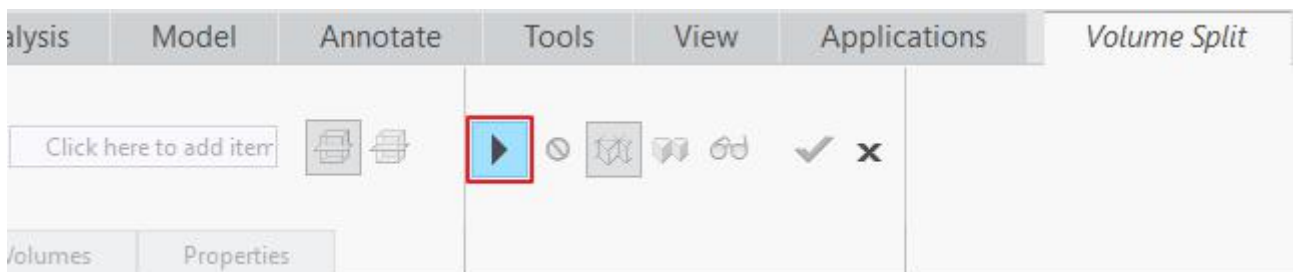 alysis Model Annotate Tools View Applications Volume Split
Click here to add item
Volumes Properties